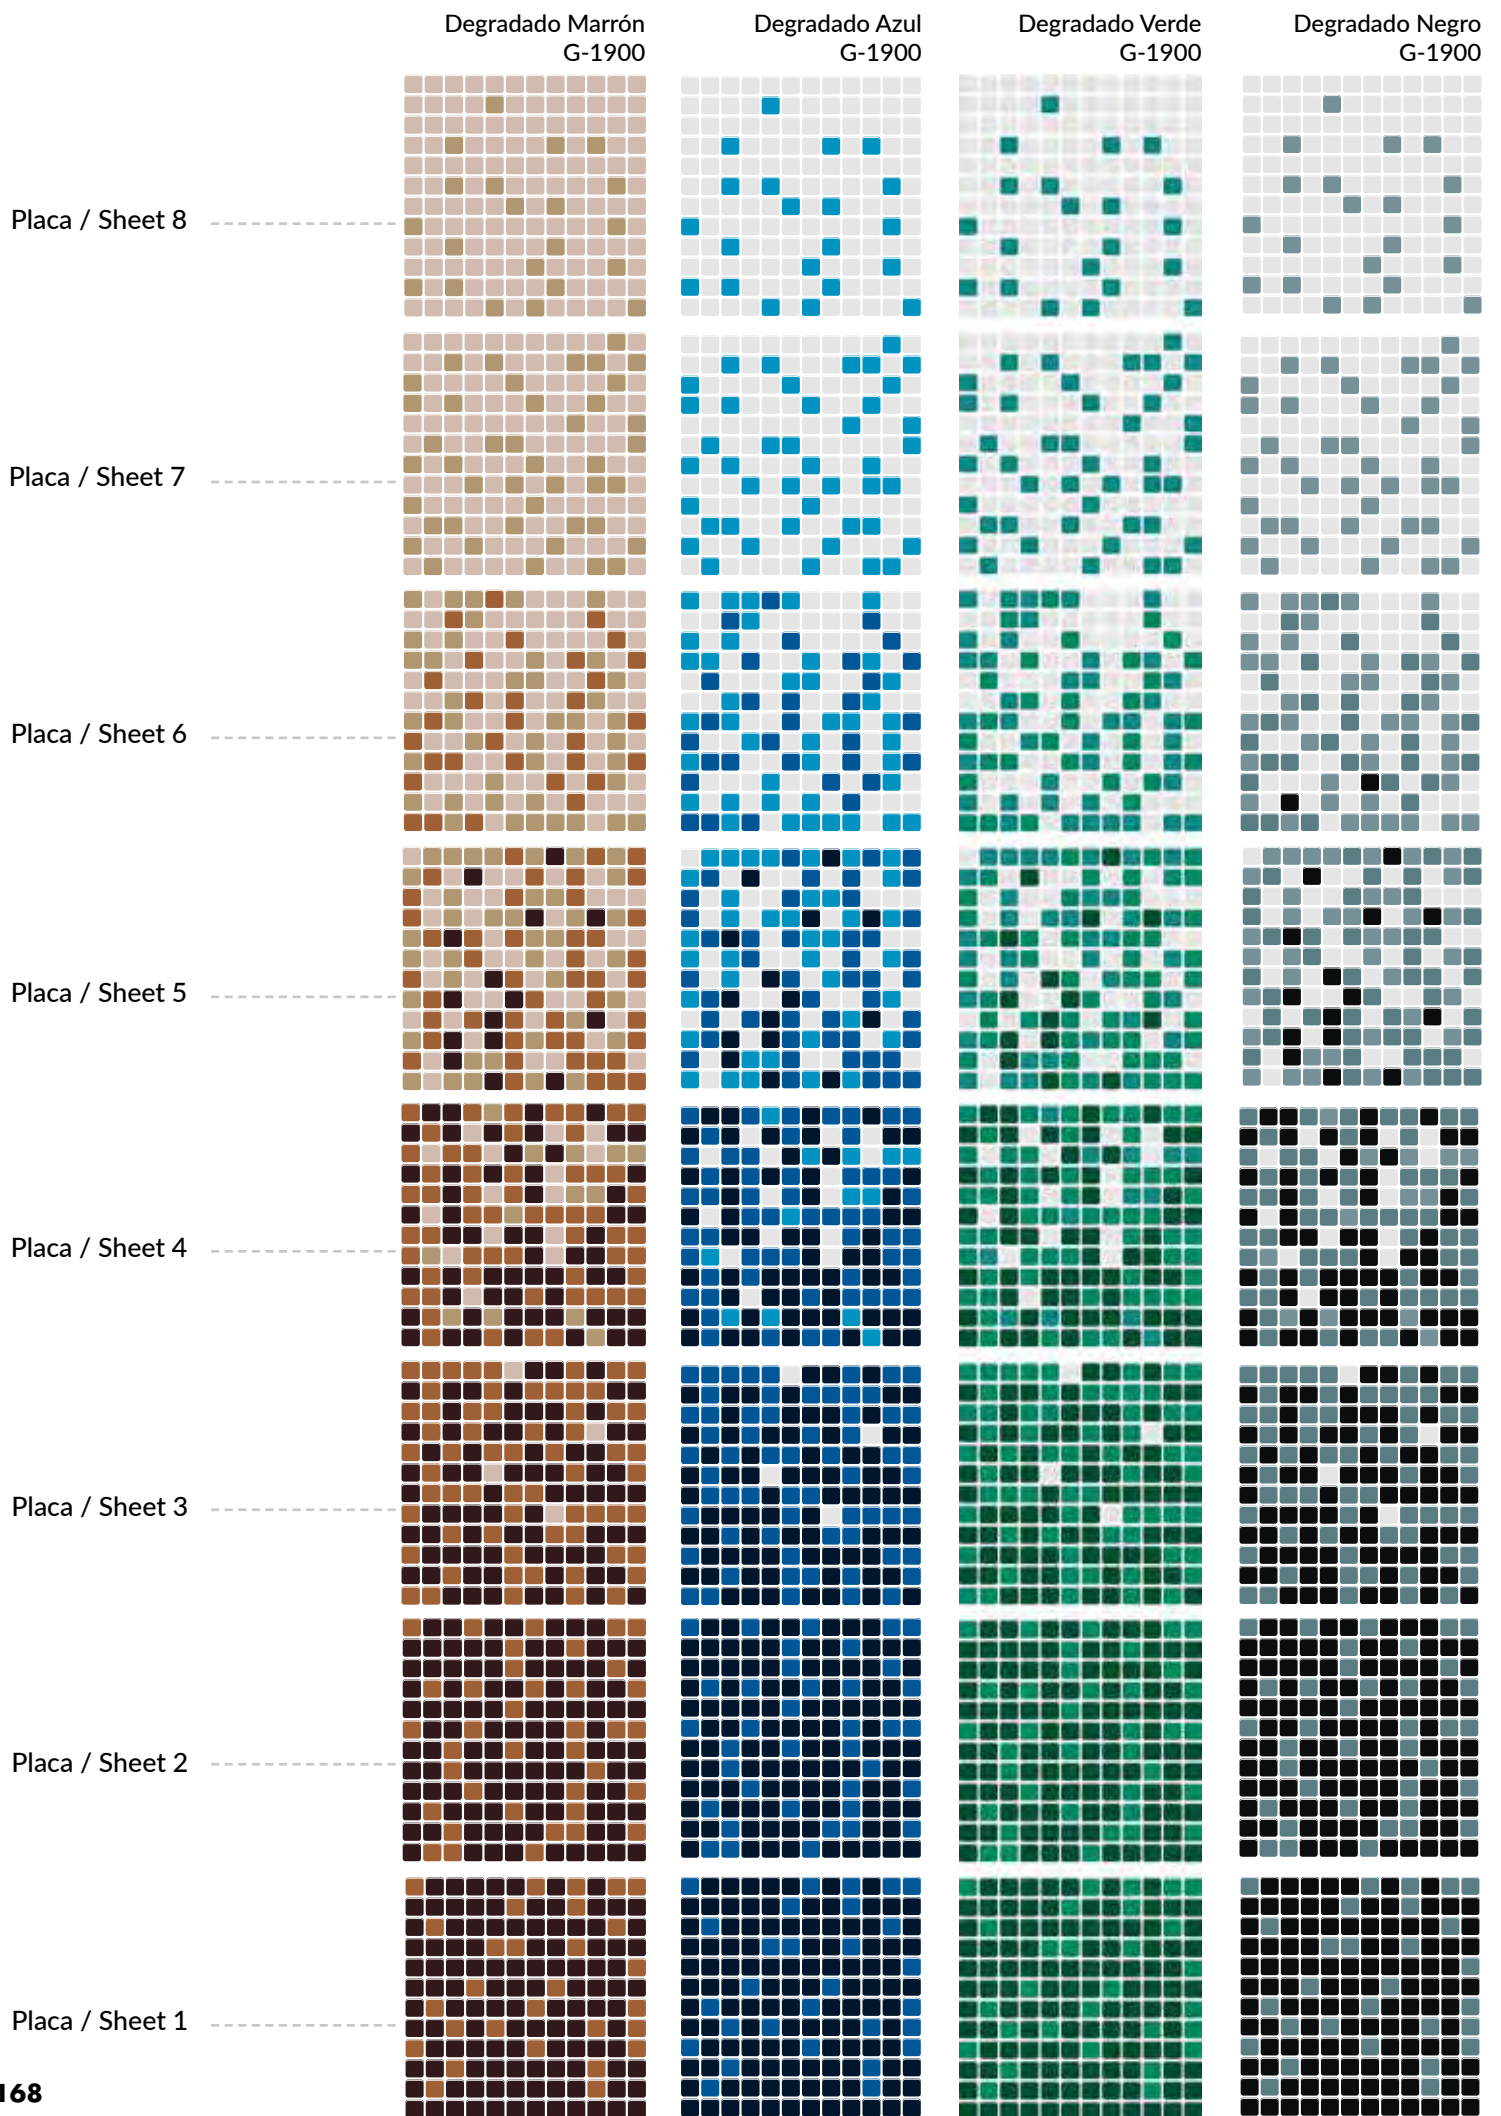 Degradado Marrón
G-1900
Degradado Azul
G-1900
Degradado Verde
G-1900
Degradado Negro
G-1900
Placa / Sheet 8
Placa / Sheet 7
Placa / Sheet 6
Placa / Sheet 5
Placa / Sheet 4
Placa / Sheet 3
Placa / Sheet 2
Placa / Sheet 1
168